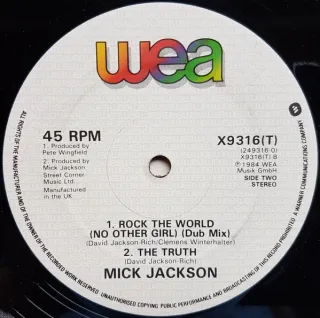 wea
45 RPM
X9316(T)
1. Produced by
Pete Wingfield
2. Produced by
Mick Jackson
Street Corner
Music Ltd.
Manufactured
in the UK
(249316-0)
X9316(T) B
℗ 1984 WEA
Musik GmbH
SIDE TWO
STEREO
1. ROCK THE WORLD
(NO OTHER GIRL) (Dub Mix)
(David Jackson-Rich/Clemens Winterhalter)
2. THE TRUTH
(David Jackson-Rich)
MICK JACKSON
ALL RIGHTS OF THE MANUFACTURER AND OF THE OWNER OF THE RECORDED WORK RESERVED UNAUTHORISED COPYING PUBLIC PERFORMANCE AND BROADCASTING OF THIS RECORD PROHIBITED. A WARNER COMMUNICATIONS COMPANY